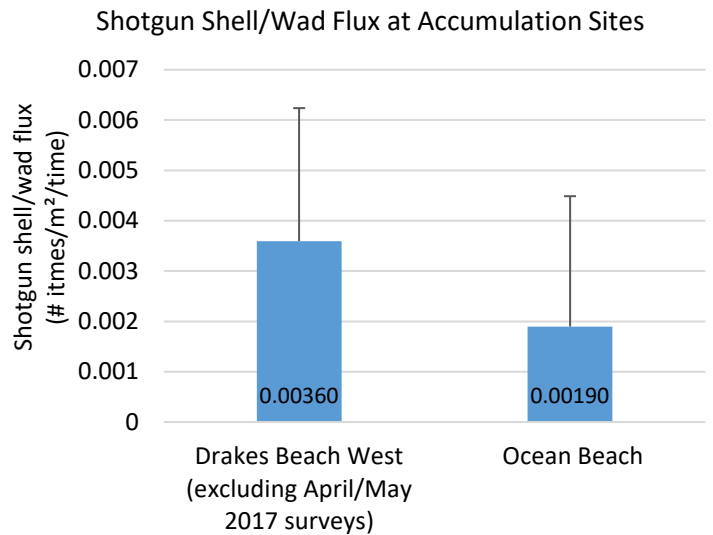 Shotgun Shell/Wad Flux at Accumulation Sites
Shotgun shell/wad flux
(# itmes/m²/time)
0.007
0.006
0.005
0.004
0.003
0.002
0.001
0
0.00360
0.00190
Drakes Beach West
(excluding April/May
2017 surveys)
Ocean Beach